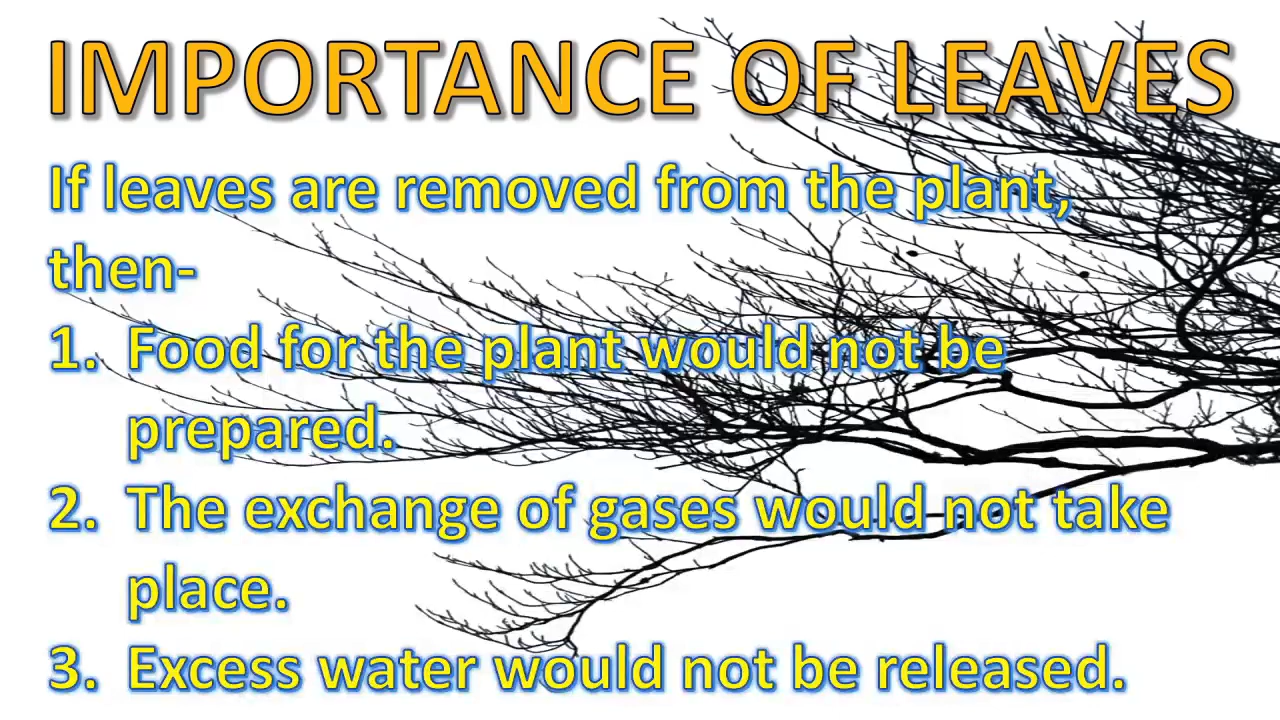 IMPORTANCE OF LEAVES
If leaves are removed from the plant,
then-
1. Food for the plant would not be
prepared.
2. The exchange of gases would not take
place.
3. Excess water would not be released.